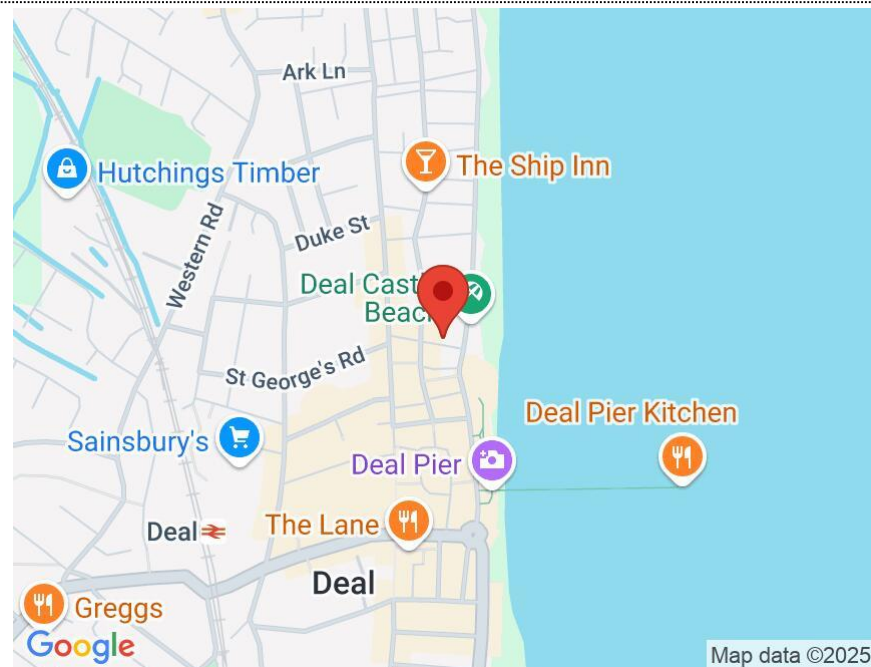 Ark Ln
The Ship Inn
Hutchings Timber
Western Rd
Duke St
Deal Cast
Beac
St George's Rd
Deal Pier Kitchen
Sainsbury's
Deal Pier
Deal
The Lane
Deal
Greggs
Google
Map data ©2025